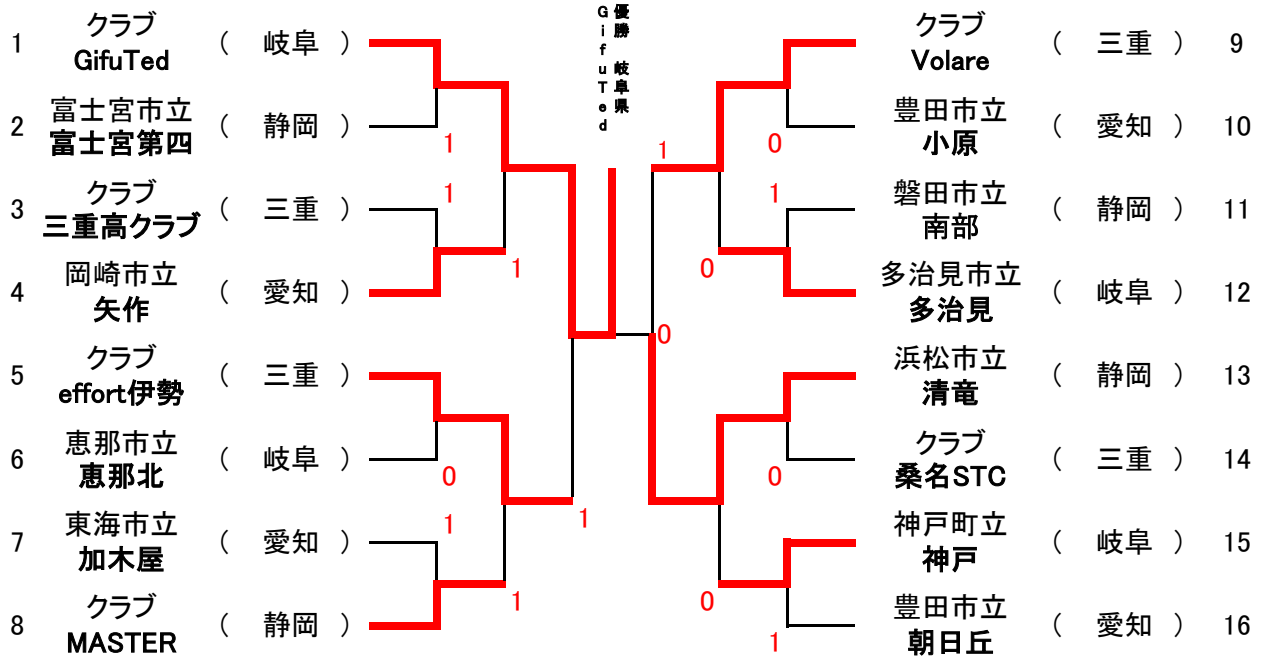 優勝 岐阜県
GifuTed
クラブ
1 GifuTed ( 岐阜 )
富士宮市立
2 富士宮第四 ( 静岡 )
1
クラブ
3 三重高クラブ ( 三重 )
1
岡崎市立
4 矢作 ( 愛知 )
1
クラブ
5 effort伊勢 ( 三重 )
恵那市立
6 恵那北 ( 岐阜 )
0
東海市立
7 加木屋 ( 愛知 )
1
1
クラブ
8 MASTER ( 静岡 )
1
クラブ
Volare ( 三重 ) 9
豊田市立
小原 ( 愛知 ) 10
0
1
磐田市立
南部 ( 静岡 ) 11
1
0
多治見市立
多治見 ( 岐阜 ) 12
0
浜松市立
清竜 ( 静岡 ) 13
クラブ
桑名STC ( 三重 ) 14
0
神戸町立
神戸 ( 岐阜 ) 15
0
豊田市立
朝日丘 ( 愛知 ) 16
1